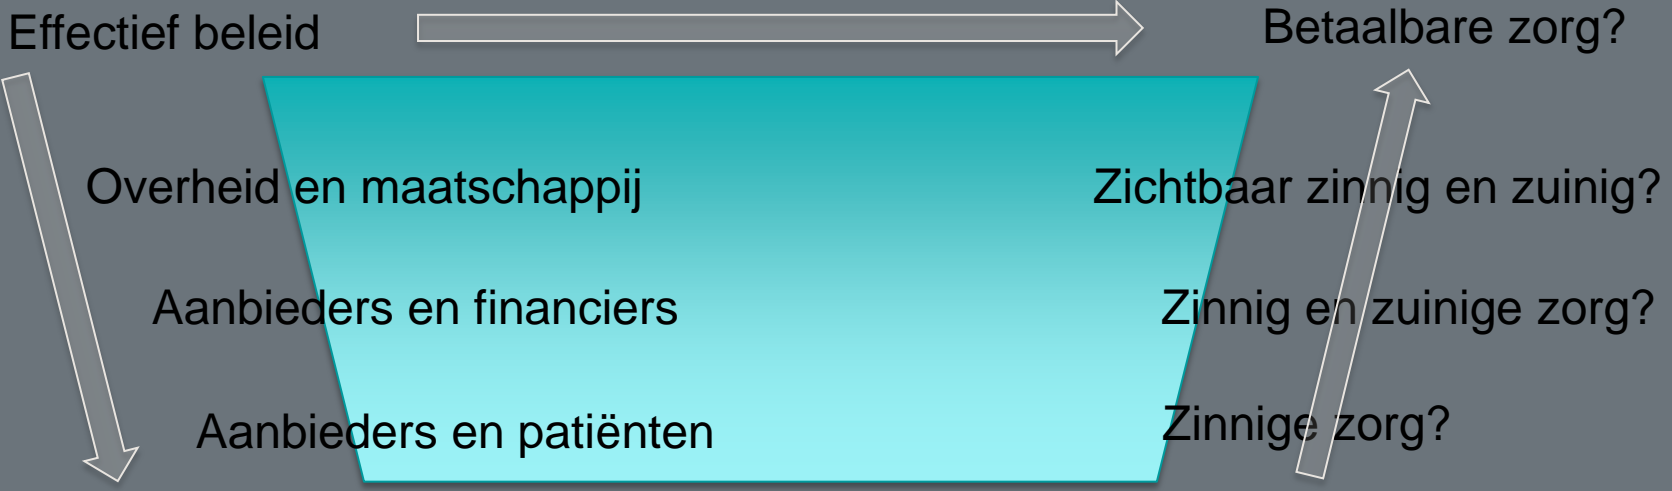 Effectief beleid
Betaalbare zorg?
Overheid en maatschappij
Zichtbaar zinnig en zuinig?
Aanbieders en financiers
Zinnig en zuinige zorg?
Aanbieders en patiënten
Zinnige zorg?